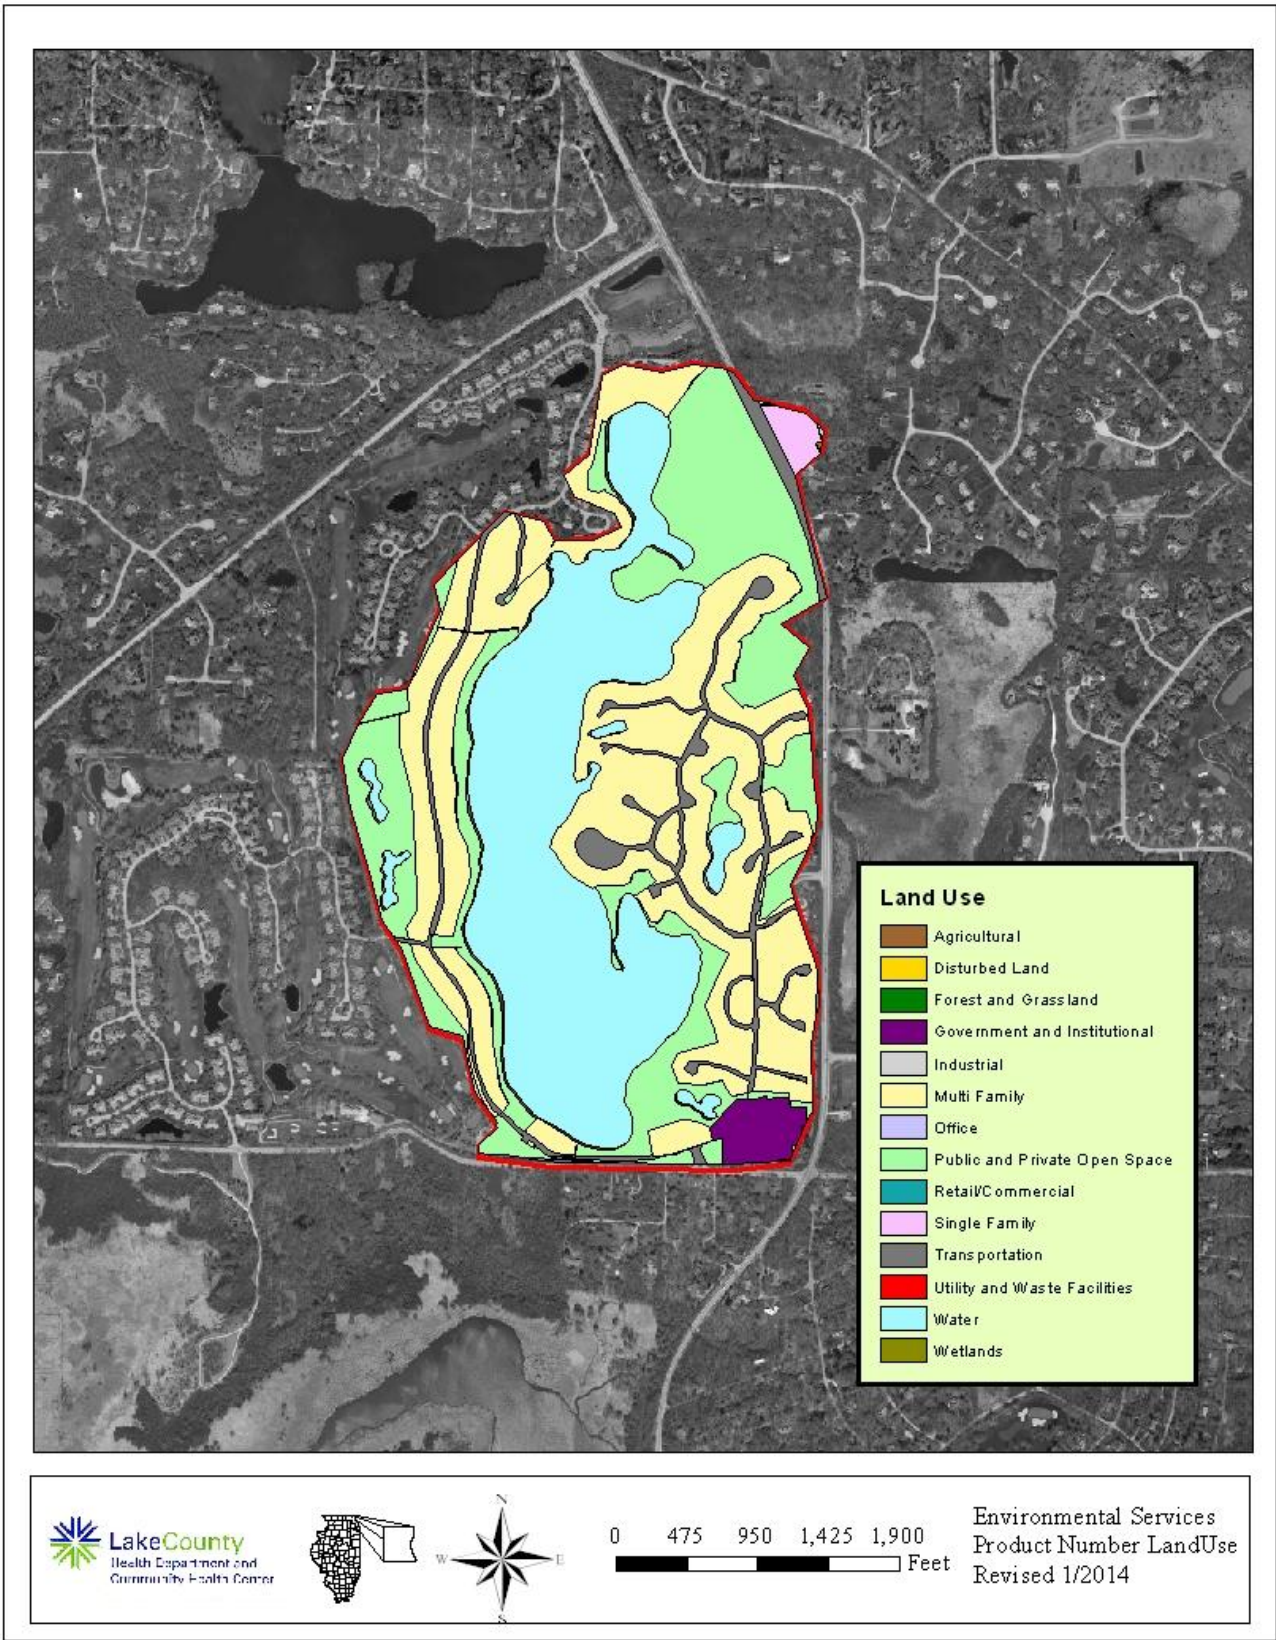 Land Use
Agricultural
Disturbed Land
Forest and Grassland
Government and Institutional
Industrial
Multi Family
Office
Public and Private Open Space
Retail/Commercial
Single Family
Transportation
Utility and Waste Facilities
Water
Wetlands
LakeCounty
Health Department and
Community Health Center
N
W E
S
0 475 950 1,425 1,900
Feet
Environmental Services
Product Number LandUse
Revised 1/2014